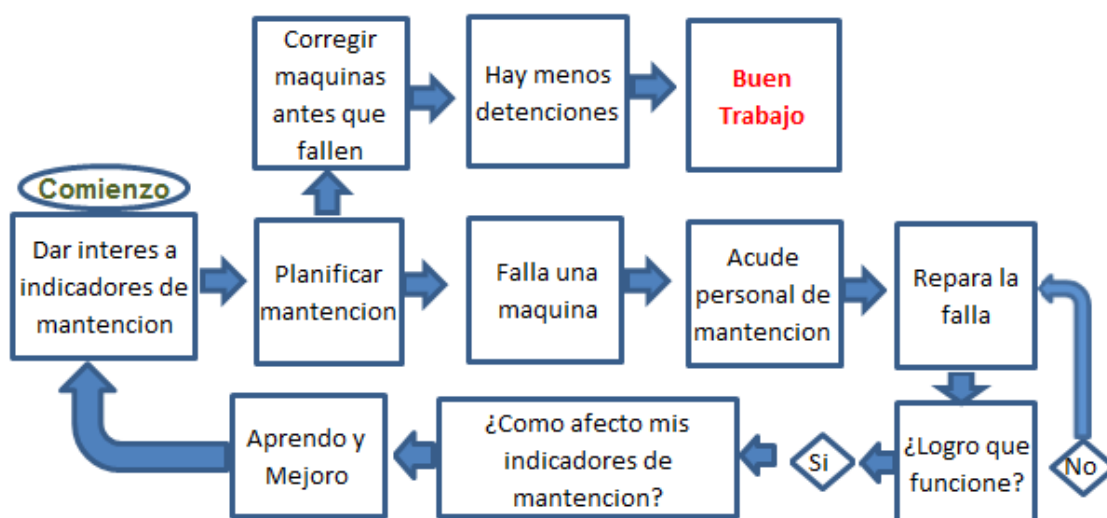 Corregir
maquinas
antes que
fallen
Hay menos
detenciones
Buen
Trabajo
Comienzo
Dar interes a
indicadores de
mantencion
Planificar
mantencion
Falla una
maquina
Acude
personal de
mantencion
Repara la
falla
¿Logro que
funcione?
No
Si
¿Como afecto mis
indicadores de
mantencion?
Aprendo y
Mejoro